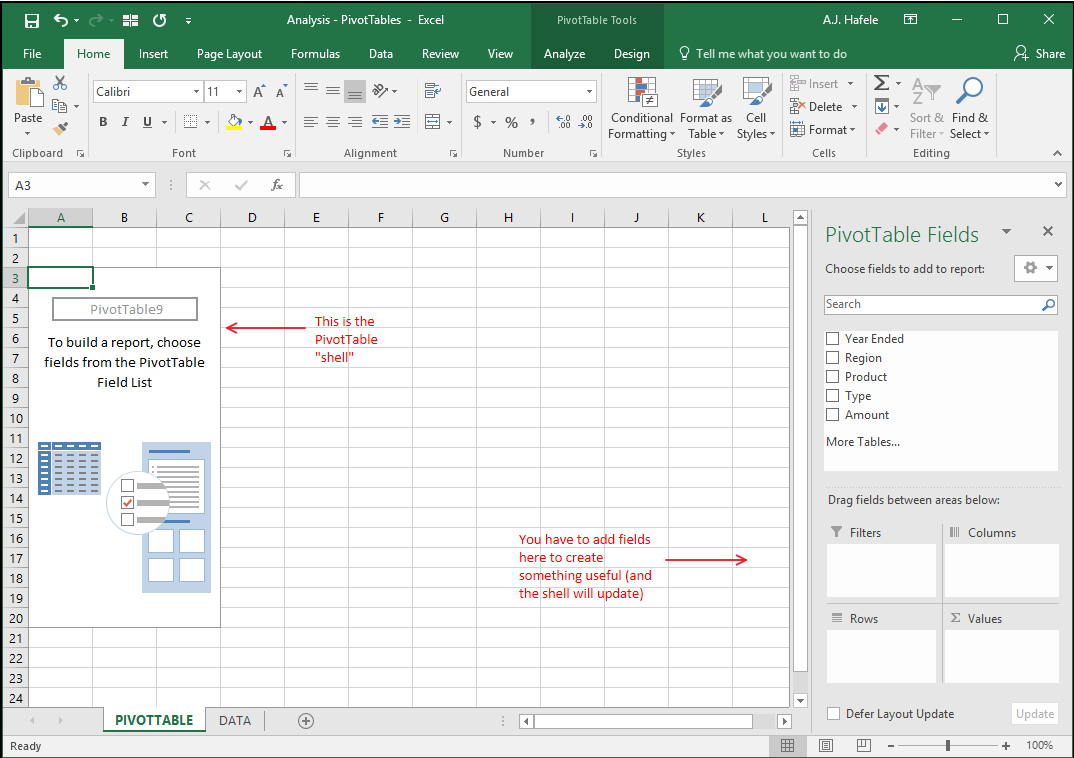 Analysis - PivotTables - Excel
PivotTable Tools
A.J. Hafele
File Home Insert Page Layout Formulas Data Review View Analyze Design Tell me what you want to do Share
Paste
Calibri 11
B I U A
A A
General
$ % , .00 .0
Conditional Formatting
Format as Table
Cell Styles
Insert
Delete
Format
Σ
Sort & Filter
Find & Select
Clipboard Font Alignment Number Styles Cells Editing
A3 fx
A B C D E F G H I J K L
1
2
3
4
5
6
7
8
9
10
11
12
13
14
15
16
17
18
19
20
21
22
23
24
PivotTable9
To build a report, choose
fields from the PivotTable
Field List
This is the
PivotTable
"shell"
You have to add fields
here to create
something useful (and
the shell will update)
PivotTable Fields
Choose fields to add to report:
Search
Year Ended
Region
Product
Type
Amount
More Tables...
Drag fields between areas below:
Filters Columns
Rows Σ Values
Defer Layout Update Update
PIVOTTABLE DATA
Ready 100%